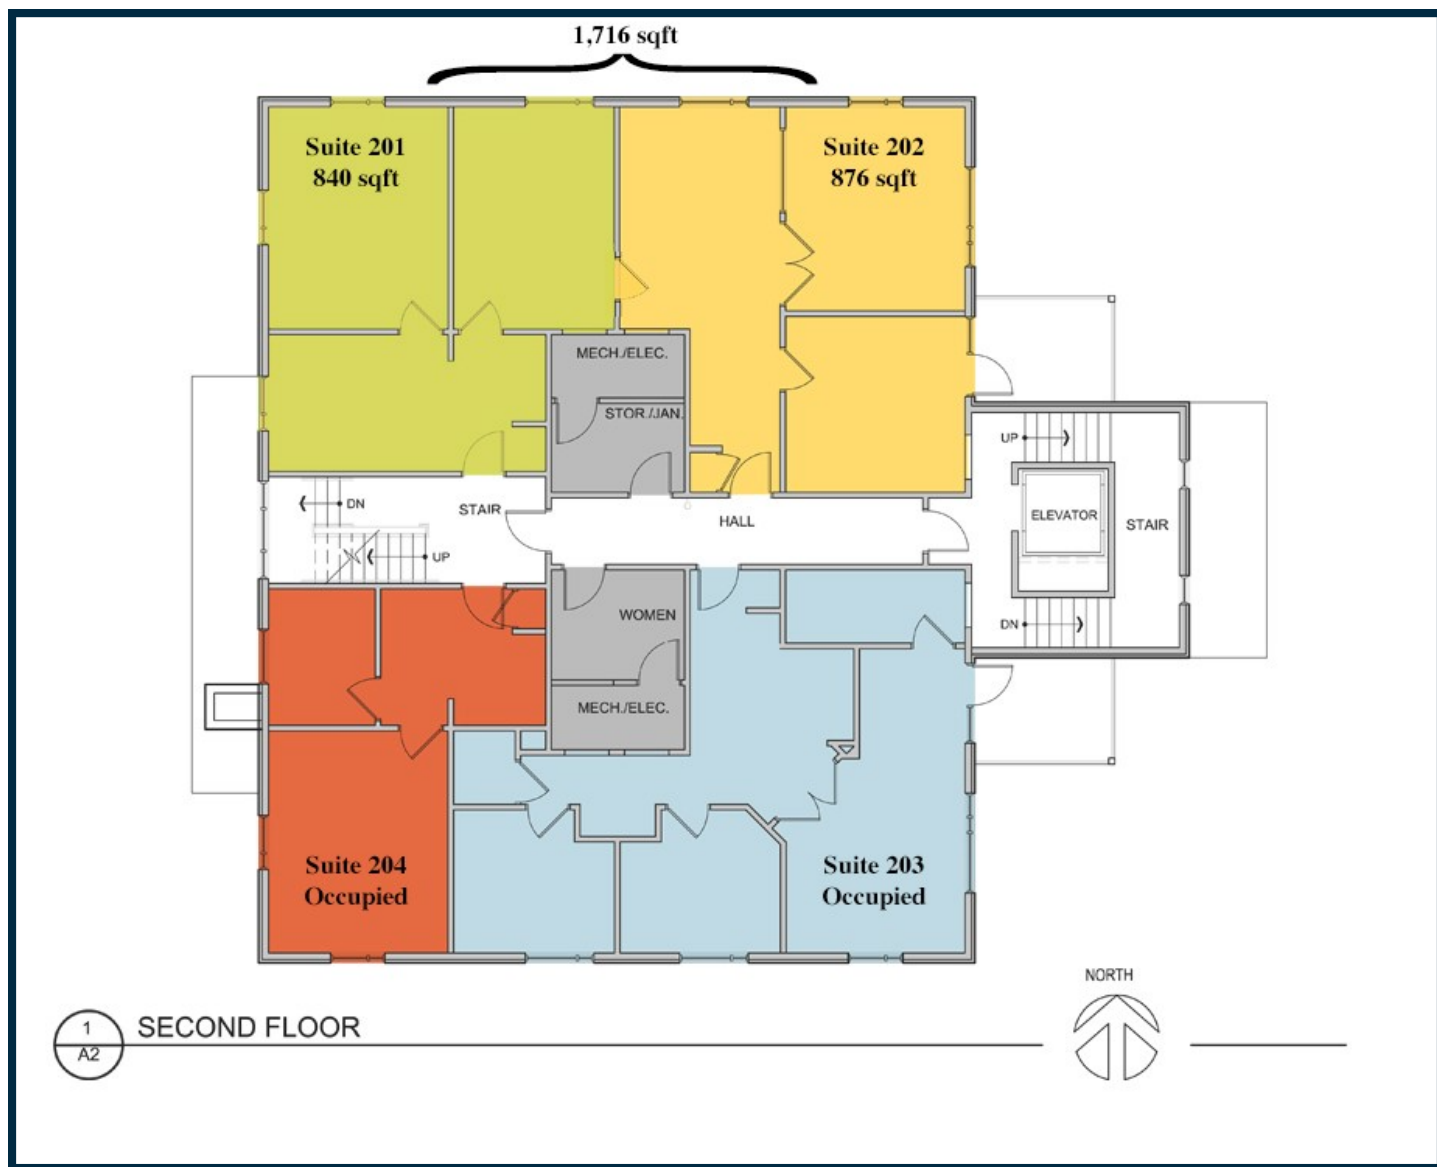 1,716 sqft
Suite 201
840 sqft
Suite 202
876 sqft
MECH./ELEC.
STOR./JAN.
UP
DN
STAIR
HALL
ELEVATOR
STAIR
UP
WOMEN
DN
MECH./ELEC.
Suite 204
Occupied
Suite 203
Occupied
NORTH
1
A2
SECOND FLOOR